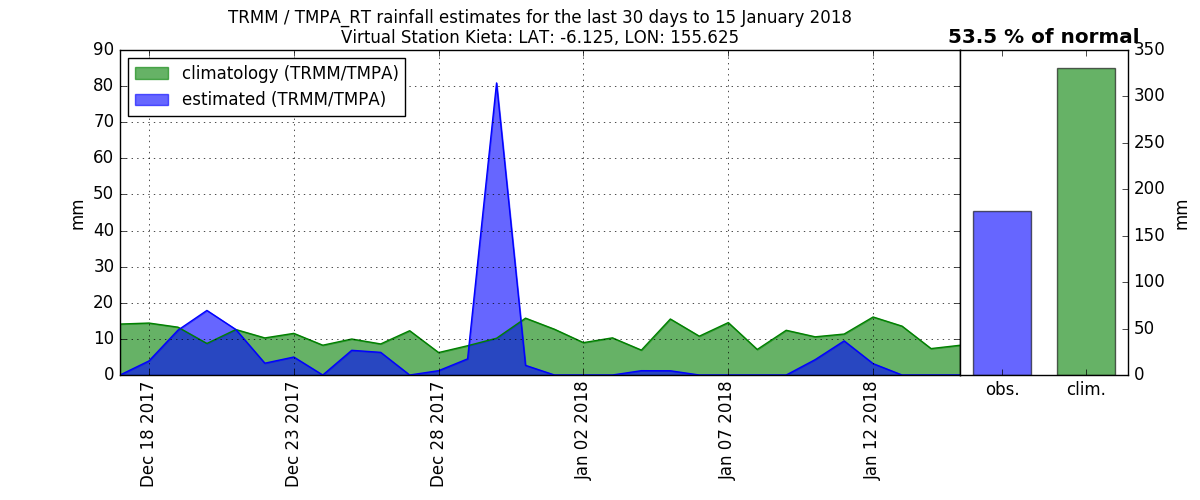 TRMM / TMPA_RT rainfall estimates for the last 30 days to 15 January 2018
Virtual Station Kieta: LAT: -6.125, LON: 155.625
53.5 % of normal
climatology (TRMM/TMPA)
estimated (TRMM/TMPA)
90
80
70
60
50
40
30
20
10
0
mm
Dec 18 2017
Dec 23 2017
Dec 28 2017
Jan 02 2018
Jan 07 2018
Jan 12 2018
350
300
250
200
150
100
50
0
mm
obs.
clim.